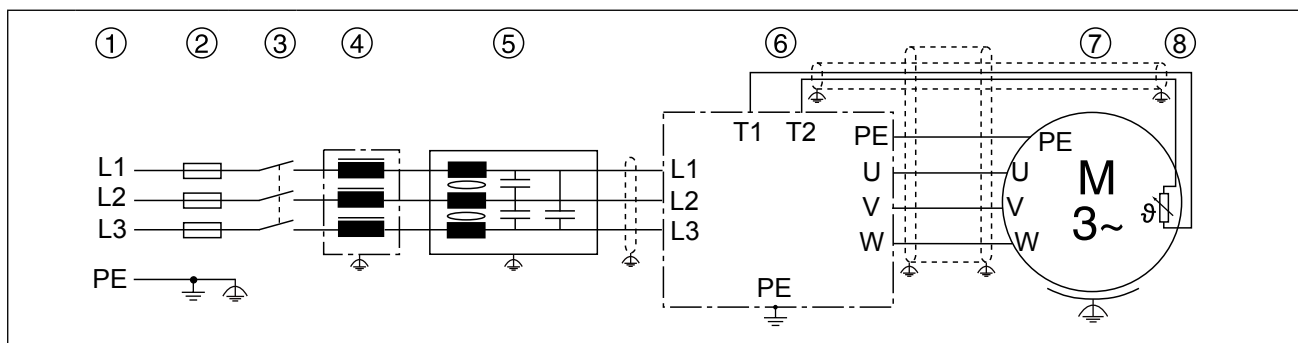 ① ② ③ ④ ⑤ ⑥ ⑦ ⑧
T1 T2 PE PE
L1 L1 U U M
L2 L2 V V 3~ ϑ
L3 L3 W W
PE PE